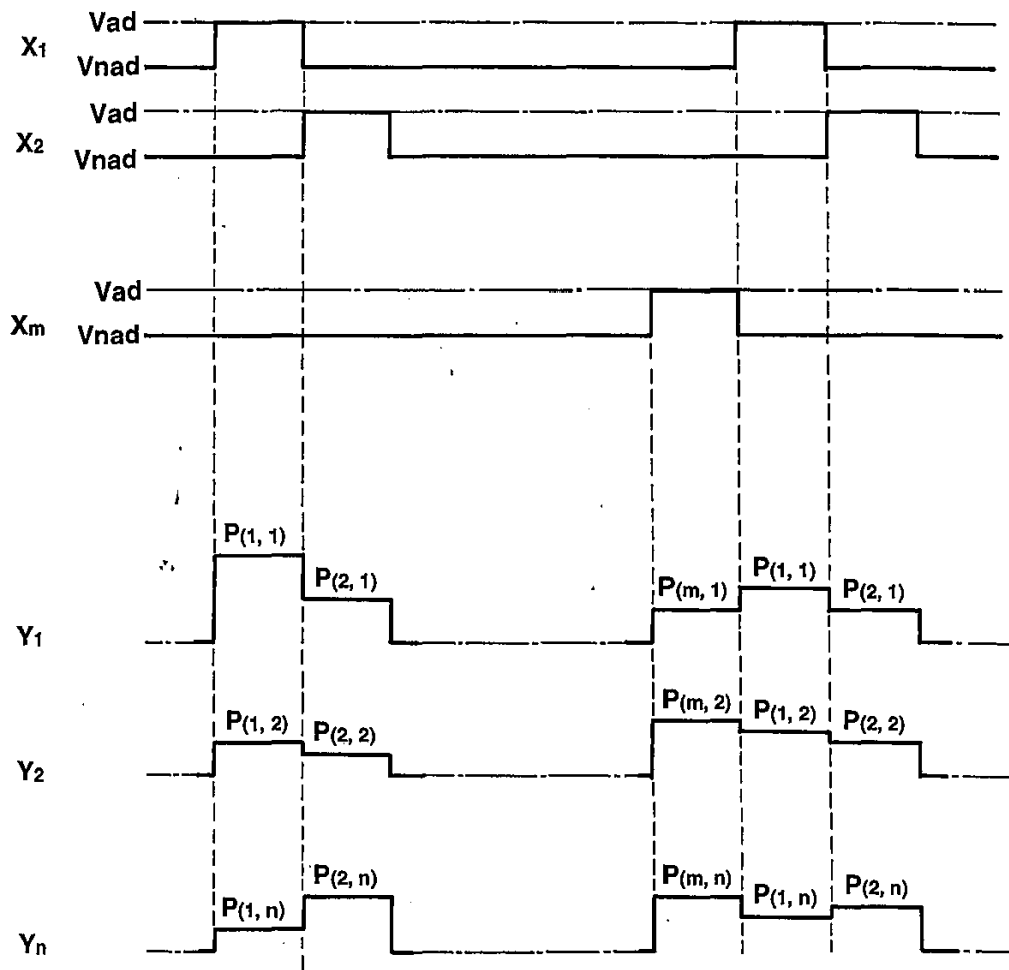 Vad
X1
Vnad
Vad
X2
Vnad
Vad
Xm
Vnad
P(1, 1)
P(2, 1)
P(m, 1)
P(1, 1)
P(2, 1)
Y1
P(1, 2)
P(2, 2)
P(m, 2)
P(1, 2)
P(2, 2)
Y2
P(1, n)
P(2, n)
P(m, n)
P(1, n)
P(2, n)
Yn